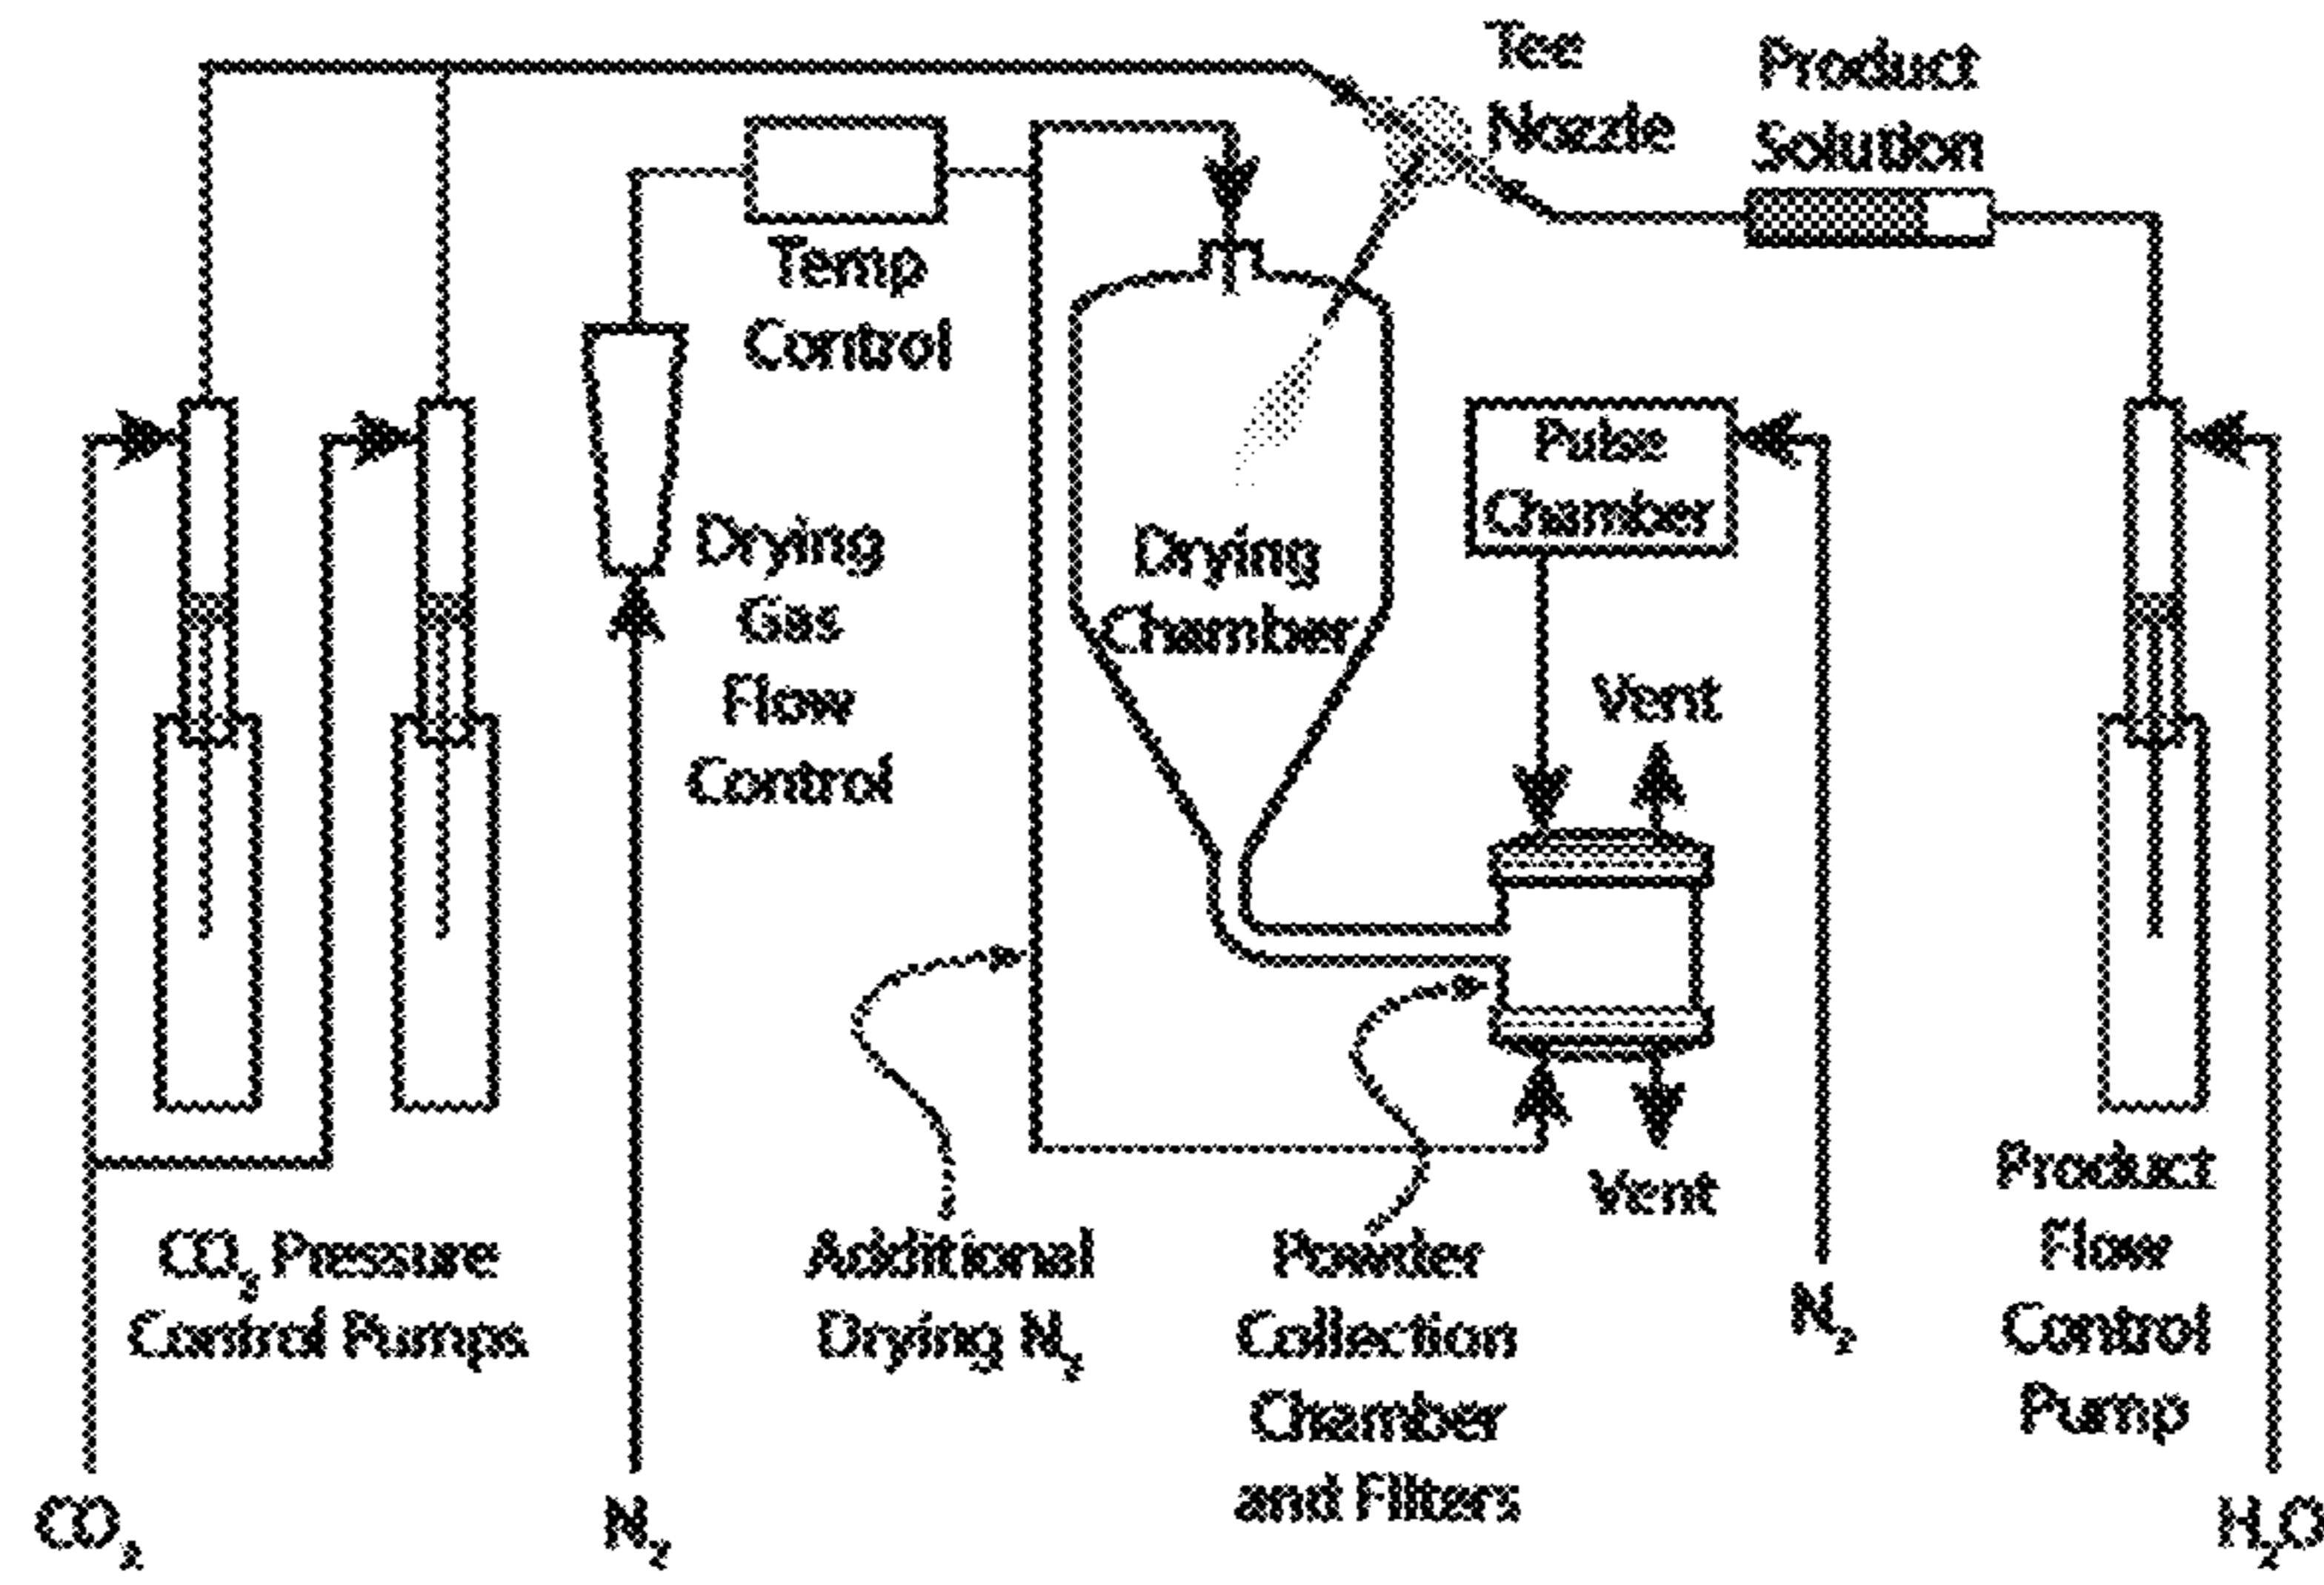 Tee
Nozzle
Product
Solution
Temp
Control
Drying
Gas
Flow
Control
Drying
Chamber
Pulse
Chamber
Vent
Vent
CO₂ Pressure
Control Pumps
Additional
Drying N₂
Powder
Collection
Chamber
and Filters
N₂
Product
Flow
Control
Pump
CO₂
N₂
H₂O